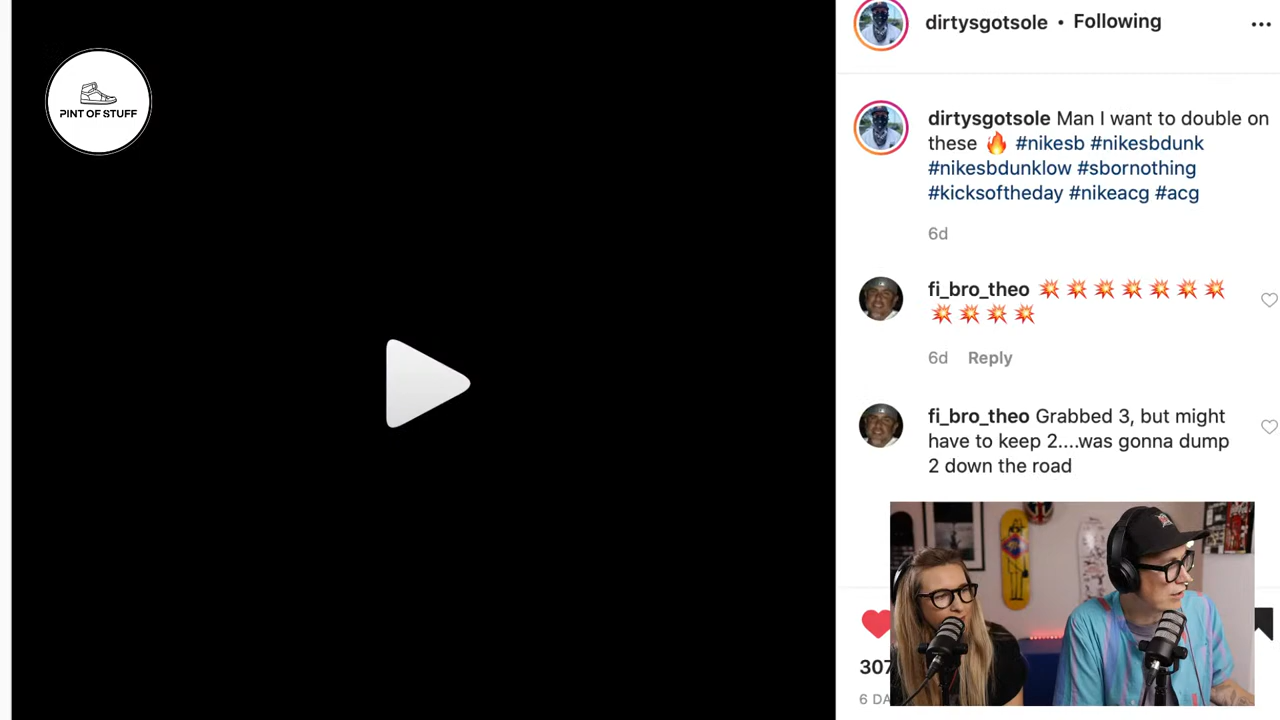 PINT OF STUFF
dirtysgotsole • Following
dirtysgotsole Man I want to double on
these 🔥 #nikesb #nikesbdunk
#nikesbdunklow #sbornothing
#kicksoftheday #nikeacg #acg
6d
fi_bro_theo 💥💥💥💥💥💥💥
💥💥💥💥
6d Reply
fi_bro_theo Grabbed 3, but might
have to keep 2....was gonna dump
2 down the road
307
6 DA